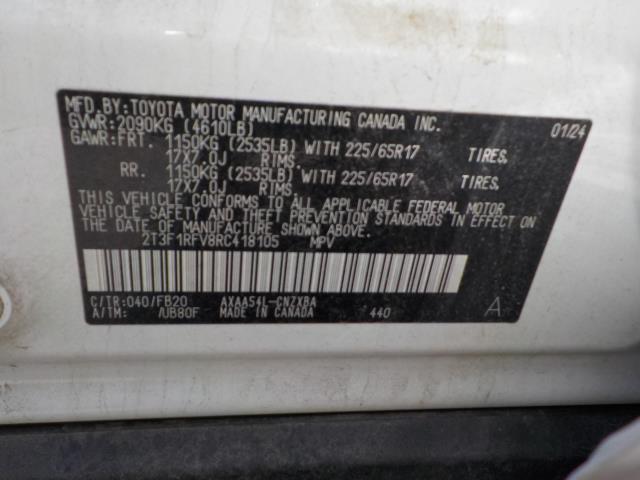 MFD.BY:TOYOTA MOTOR MANUFACTURING CANADA INC.
GVWR:2090KG (4610LB) 01/24
GAWR:FRT. 1150KG (2535LB) WITH 225/65R17 TIRES.
17X7.0J RIMS.
RR. 1150KG (2535LB) WITH 225/65R17 TIRES.
17X7.0J RIMS.
THIS VEHICLE CONFORMS TO ALL APPLICABLE FEDERAL MOTOR
VEHICLE SAFETY AND THEFT PREVENTION STANDARDS IN EFFECT ON
THE DATE OF MANUFACTURE SHOWN ABOVE.
2T3F1RFV8RC418105 MPV
C/TR:040/FB20 AXAA54L-CNZXBA A
A/TM: /UB80F MADE IN CANADA 440